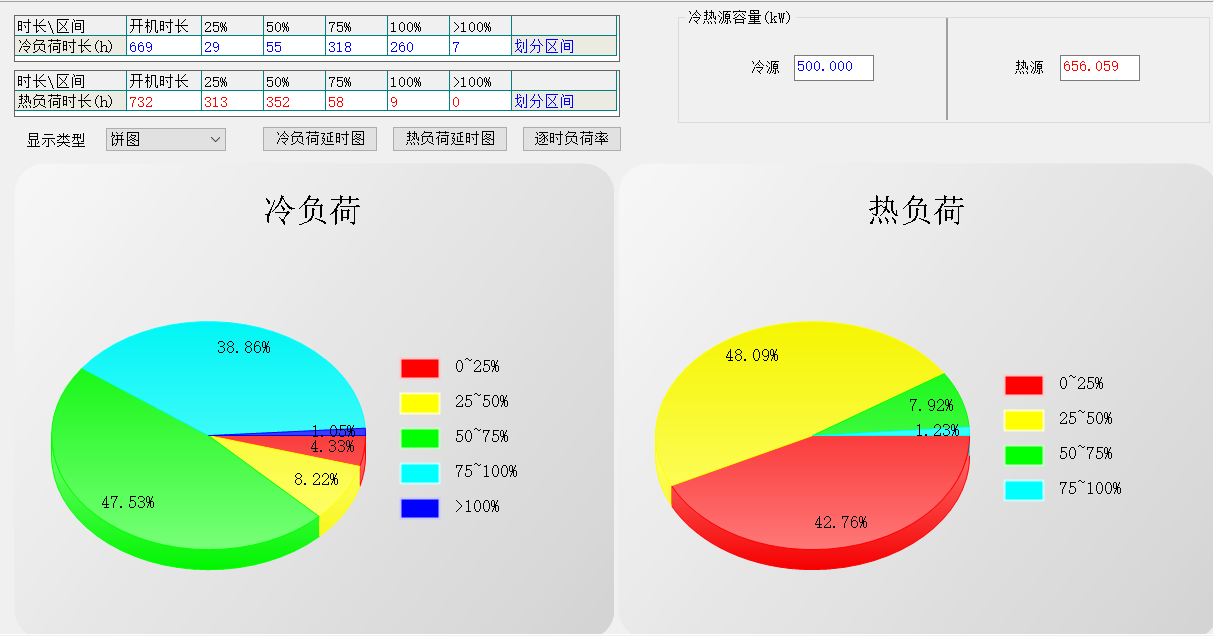 时长\区间 开机时长 25% 50% 75% 100% >100%
冷负荷时长(h) 669 29 55 318 260 7 划分区间
时长\区间 开机时长 25% 50% 75% 100% >100%
热负荷时长(h) 732 313 352 58 9 0 划分区间
显示类型 饼图 冷负荷延时图 热负荷延时图 逐时负荷率
冷热源容量(kW)
冷源 500.000 热源 656.059
冷负荷
38.86%
1.05%
4.33%
8.22%
47.53%
0~25%
25~50%
50~75%
75~100%
>100%
热负荷
48.09%
7.92%
1.23%
42.76%
0~25%
25~50%
50~75%
75~100%